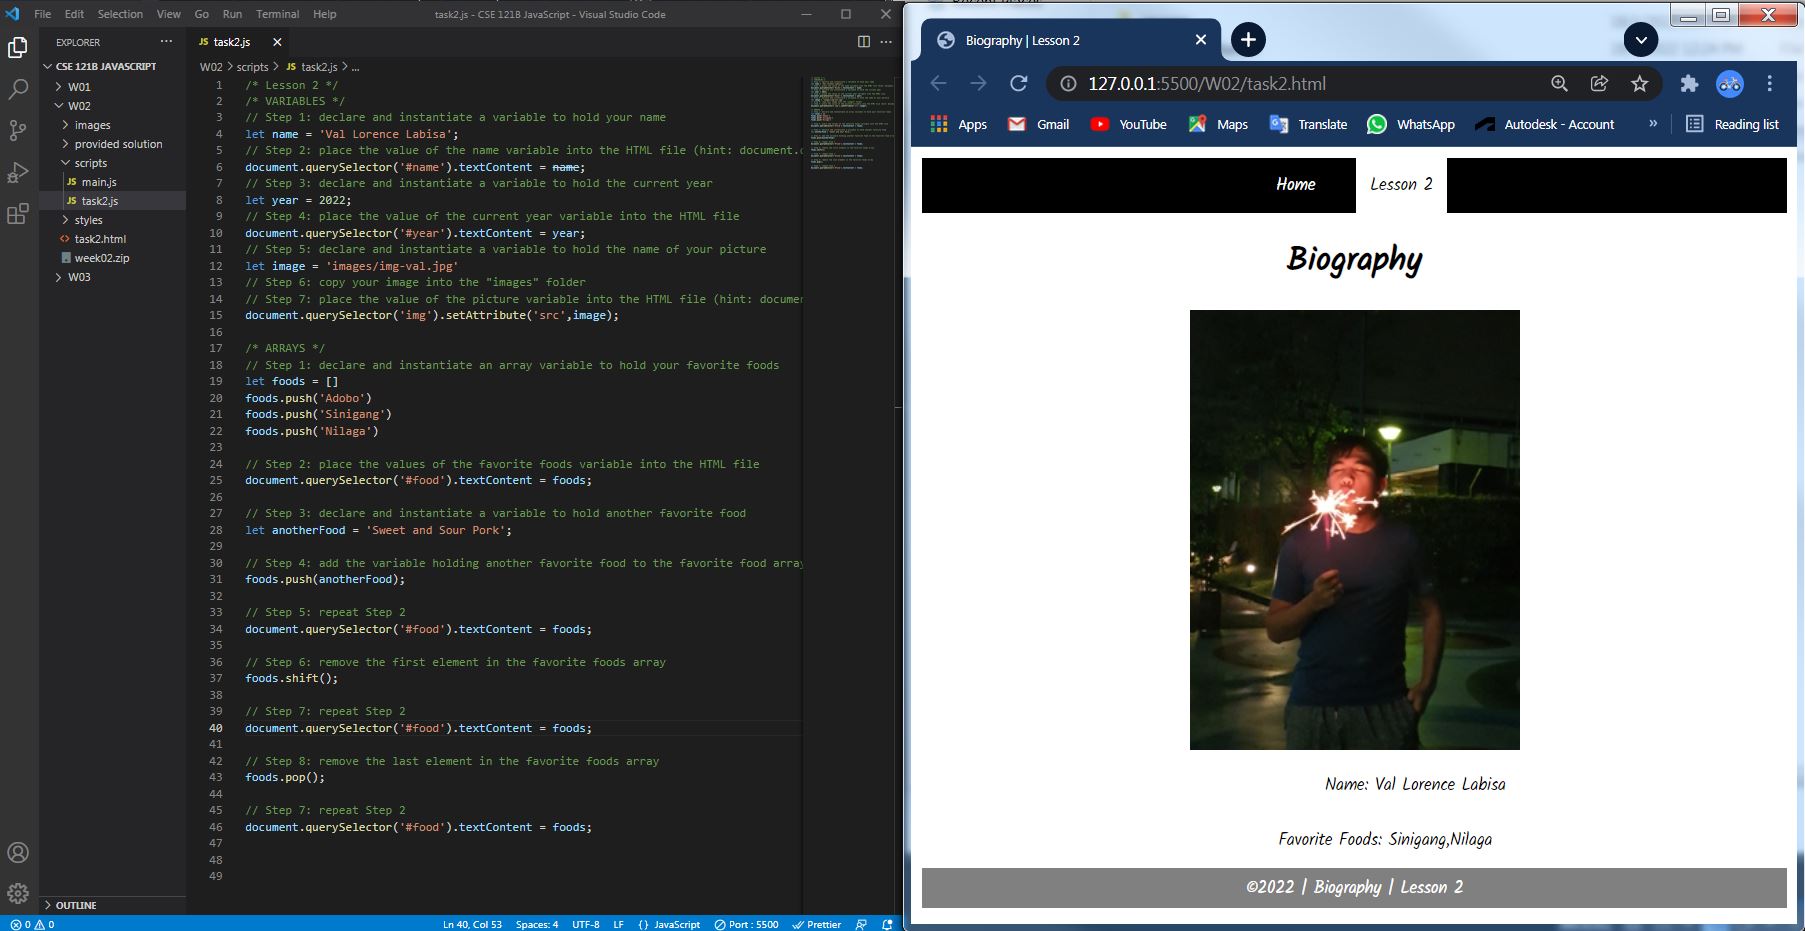 File Edit Selection View Go Run Terminal Help
task2.js - CSE 121B JavaScript - Visual Studio Code
EXPLORER
CSE 121B JAVASCRIPT
W01
W02
images
provided solution
scripts
JS main.js
JS task2.js
styles
task2.html
week02.zip
W03
OUTLINE
JS task2.js
W02 > scripts > JS task2.js > ...
1 /* Lesson 2 */
2 /* VARIABLES */
3 // Step 1: declare and instantiate a variable to hold your name
4 let name = 'Val Lorence Labisa';
5 // Step 2: place the value of the name variable into the HTML file (hint: document.
6 document.querySelector('#name').textContent = name;
7 // Step 3: declare and instantiate a variable to hold the current year
8 let year = 2022;
9 // Step 4: place the value of the current year variable into the HTML file
10 document.querySelector('#year').textContent = year;
11 // Step 5: declare and instantiate a variable to hold the name of your picture
12 let image = 'images/img-val.jpg'
13 // Step 6: copy your image into the "images" folder
14 // Step 7: place the value of the picture variable into the HTML file (hint: documen
15 document.querySelector('img').setAttribute('src',image);
16
17 /* ARRAYS */
18 // Step 1: declare and instantiate an array variable to hold your favorite foods
19 let foods = []
20 foods.push('Adobo')
21 foods.push('Sinigang')
22 foods.push('Nilaga')
23
24 // Step 2: place the values of the favorite foods variable into the HTML file
25 document.querySelector('#food').textContent = foods;
26
27 // Step 3: declare and instantiate a variable to hold another favorite food
28 let anotherFood = 'Sweet and Sour Pork';
29
30 // Step 4: add the variable holding another favorite food to the favorite food array
31 foods.push(anotherFood);
32
33 // Step 5: repeat Step 2
34 document.querySelector('#food').textContent = foods;
35
36 // Step 6: remove the first element in the favorite foods array
37 foods.shift();
38
39 // Step 7: repeat Step 2
40 document.querySelector('#food').textContent = foods;
41
42 // Step 8: remove the last element in the favorite foods array
43 foods.pop();
44
45 // Step 7: repeat Step 2
46 document.querySelector('#food').textContent = foods;
47
48
49
0 0 Ln 40, Col 53 Spaces: 4 UTF-8 LF {} JavaScript Port : 5500 Prettier
Biography | Lesson 2
127.0.0.1:5500/W02/task2.html
Apps Gmail YouTube Maps Translate WhatsApp Autodesk - Account » Reading list
Home Lesson 2
Biography
Name: Val Lorence Labisa
Favorite Foods: Sinigang,Nilaga
©2022 | Biography | Lesson 2